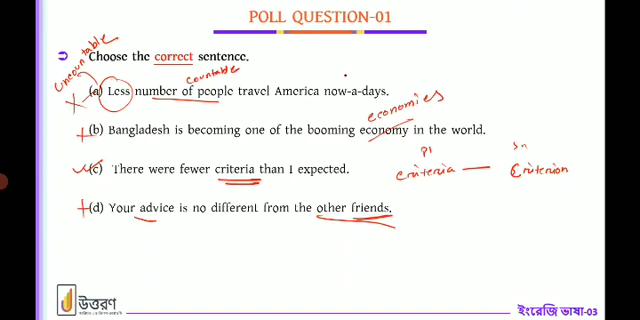 POLL QUESTION-01
Choose the correct sentence.
Uncountable
countable
(a) Less number of people travel America now-a-days.
economies
(b) Bangladesh is becoming one of the booming economy in the world.
(c) There were fewer criteria than I expected.
Pl
Sn
Criteria — Criterion
(d) Your advice is no different from the other friends.
উত্তরণ
ইংরেজি ভাষা-03